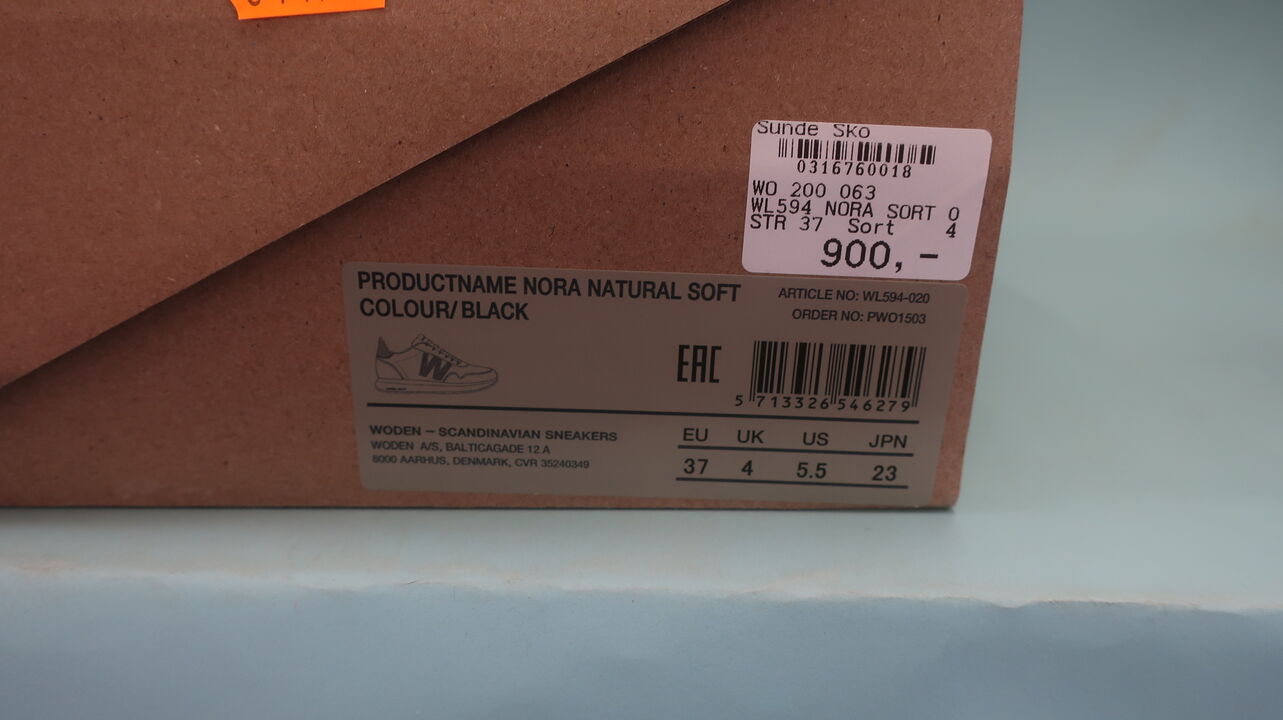 Sunde Sko
0316760018
WO 200 063
WL594 NORA SORT 0
STR 37 Sort 4
900,-
PRODUCTNAME NORA NATURAL SOFT
COLOUR/BLACK
ARTICLE NO: WL594-020
ORDER NO: PWO1503
W
EAC
5 713326 546279
WODEN – SCANDINAVIAN SNEAKERS
WODEN A/S, BALTICAGADE 12 A
8000 AARHUS, DENMARK, CVR 35240349
EU UK US JPN
37 4 5.5 23